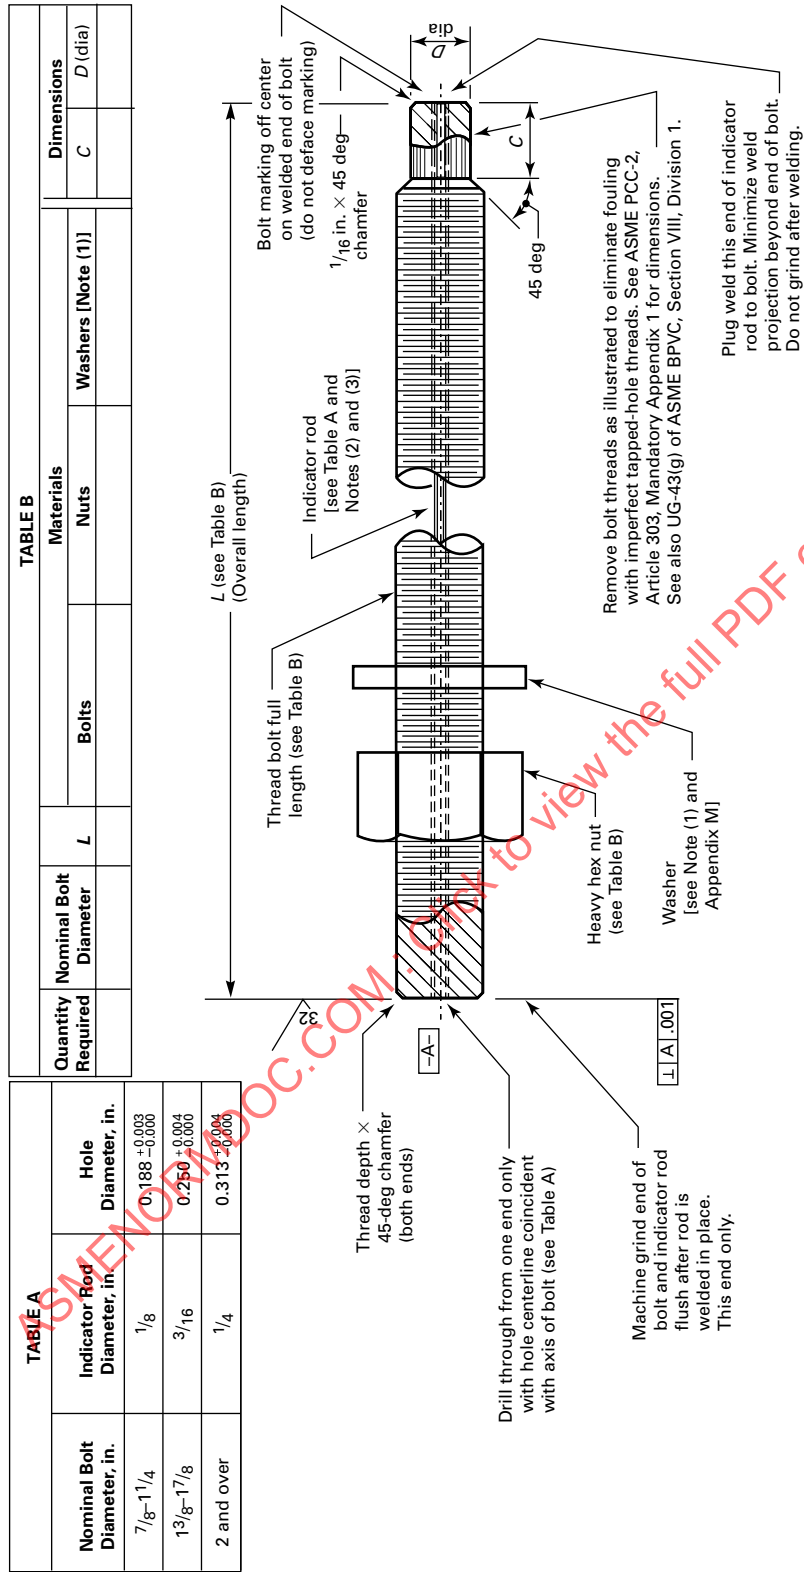 TABLE A
Nominal Bolt Diameter, in. | Indicator Rod Diameter, in. | Hole Diameter, in.
7/8–1 1/4 | 1/8 | 0.188 +0.003 −0.000
1 3/8–1 7/8 | 3/16 | 0.250 +0.004 −0.000
2 and over | 1/4 | 0.313 +0.004 −0.000
TABLE B
Quantity Required | Nominal Bolt Diameter | L | Materials | Dimensions
Bolts | Nuts | Washers [Note (1)] | C | D (dia)
L (see Table B)
(Overall length)
32
Thread depth ×
45-deg chamfer
(both ends)
–A–
Drill through from one end only
with hole centerline coincident
with axis of bolt (see Table A)
Machine grind end of
bolt and indicator rod
flush after rod is
welded in place.
This end only.
⊥ A .001
Thread bolt full
length (see Table B)
Heavy hex nut
(see Table B)
Washer
[see Note (1) and
Appendix M]
Indicator rod
[see Table A and
Notes (2) and (3)]
Bolt marking off center
on welded end of bolt
(do not deface marking)
1/16 in. × 45 deg
chamfer
D
dia
C
45 deg
Remove bolt threads as illustrated to eliminate fouling
with imperfect tapped-hole threads. See ASME PCC-2,
Article 303, Mandatory Appendix 1 for dimensions.
See also UG-43(g) of ASME BPVC, Section VIII, Division 1.
Plug weld this end of indicator
rod to bolt. Minimize weld
projection beyond end of bolt.
Do not grind after welding.
ASMENORMDOC.COM : Click to view the full PDF